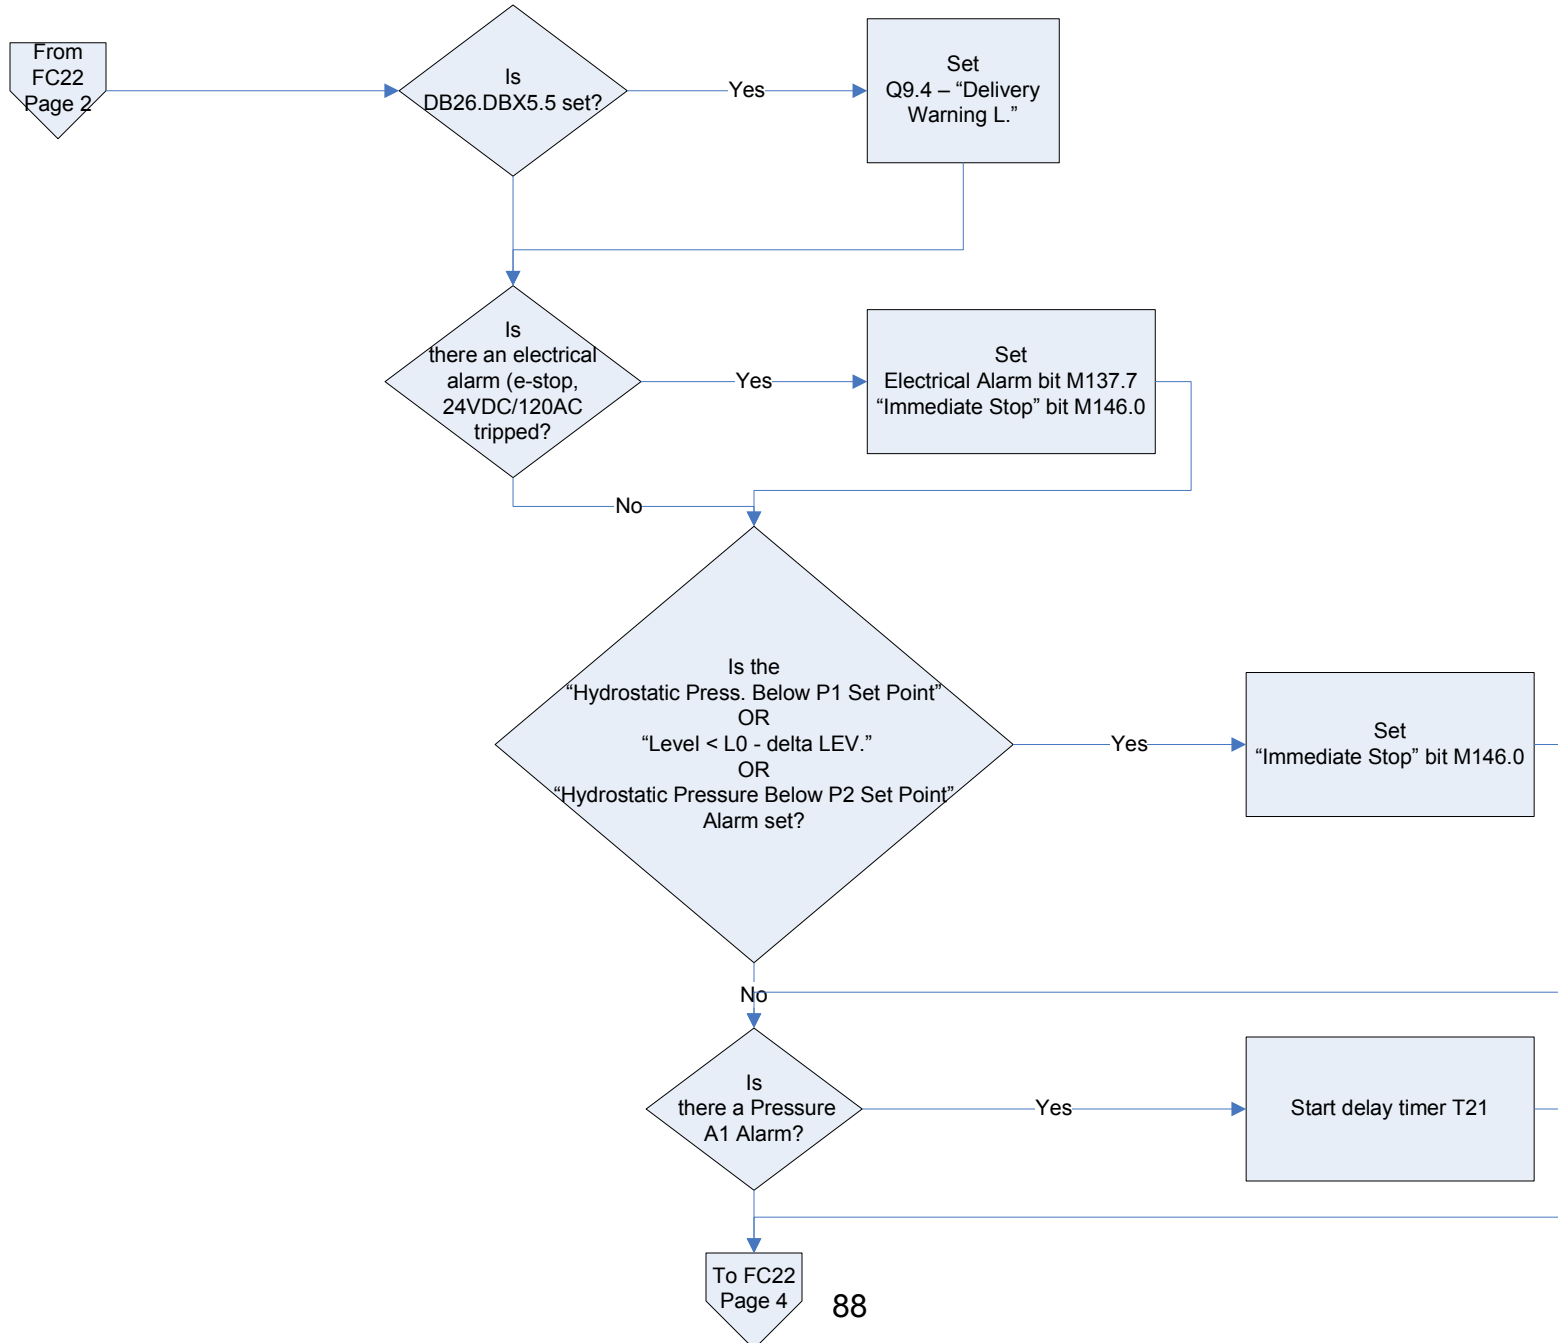 From
FC22
Page 2
Is
DB26.DBX5.5 set?
Yes
Set
Q9.4 – “Delivery
Warning L.”
Is
there an electrical
alarm (e-stop,
24VDC/120AC
tripped?
Yes
Set
Electrical Alarm bit M137.7
“Immediate Stop” bit M146.0
No
Is the
“Hydrostatic Press. Below P1 Set Point”
OR
“Level < L0 - delta LEV.”
OR
“Hydrostatic Pressure Below P2 Set Point”
Alarm set?
Yes
Set
“Immediate Stop” bit M146.0
No
Is
there a Pressure
A1 Alarm?
Yes
Start delay timer T21
To FC22
Page 4
88